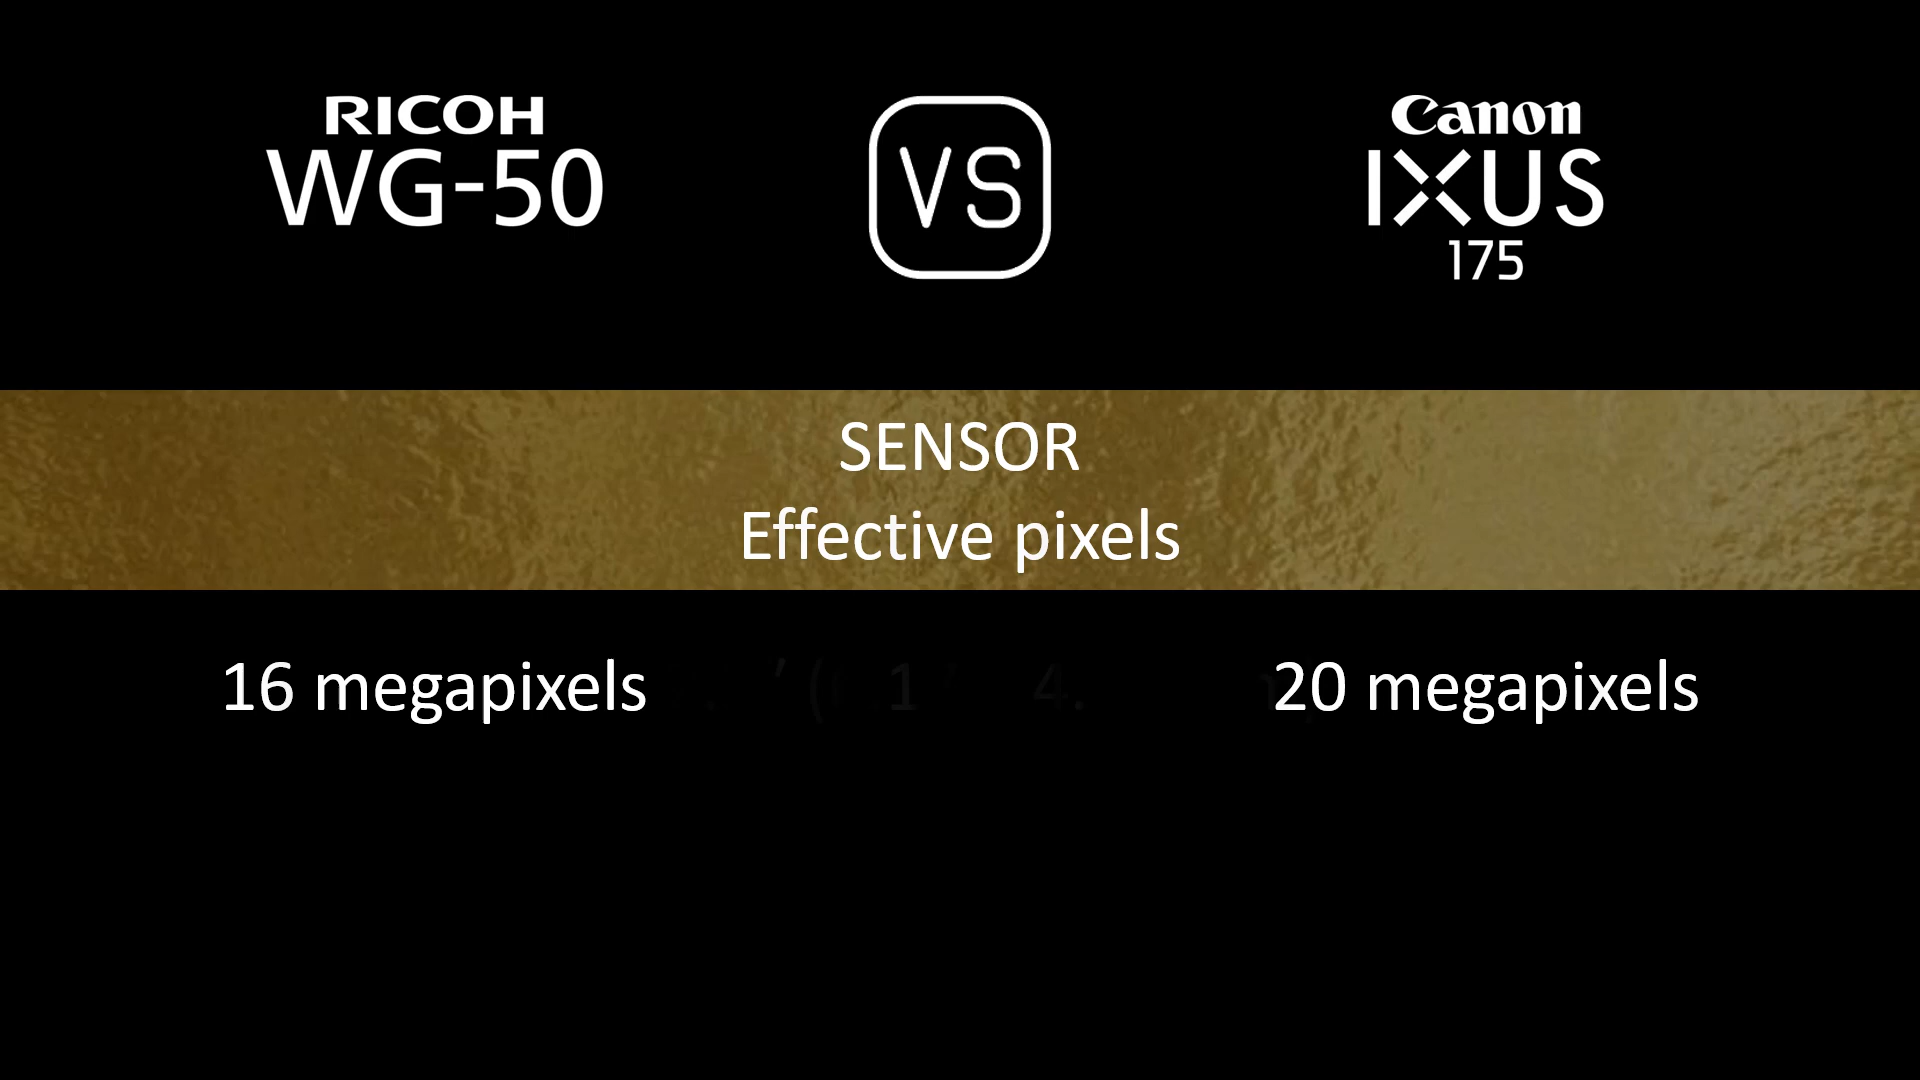 RICOH
WG-50
VS
Canon
IXUS
175
SENSOR
Effective pixels
16 megapixels
20 megapixels